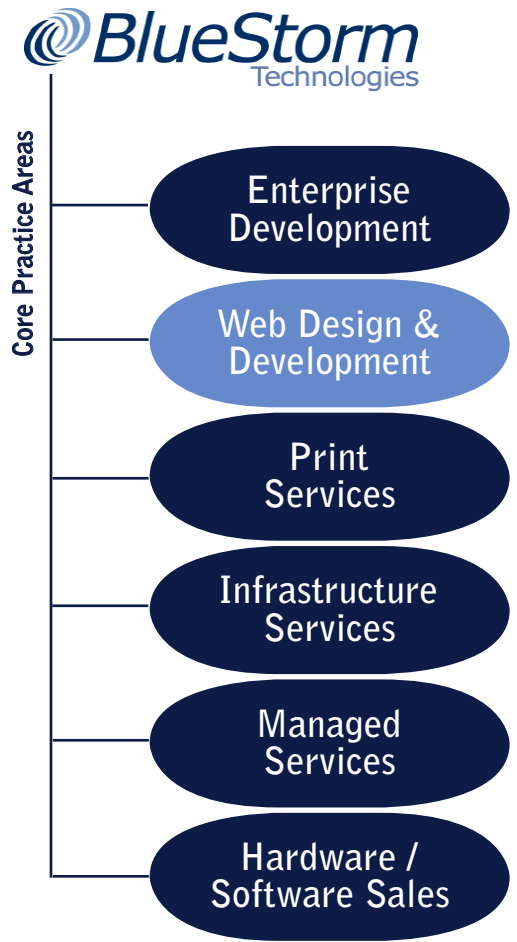 BlueStorm
Technologies
Core Practice Areas
Enterprise
Development
Web Design &
Development
Print
Services
Infrastructure
Services
Managed
Services
Hardware /
Software Sales